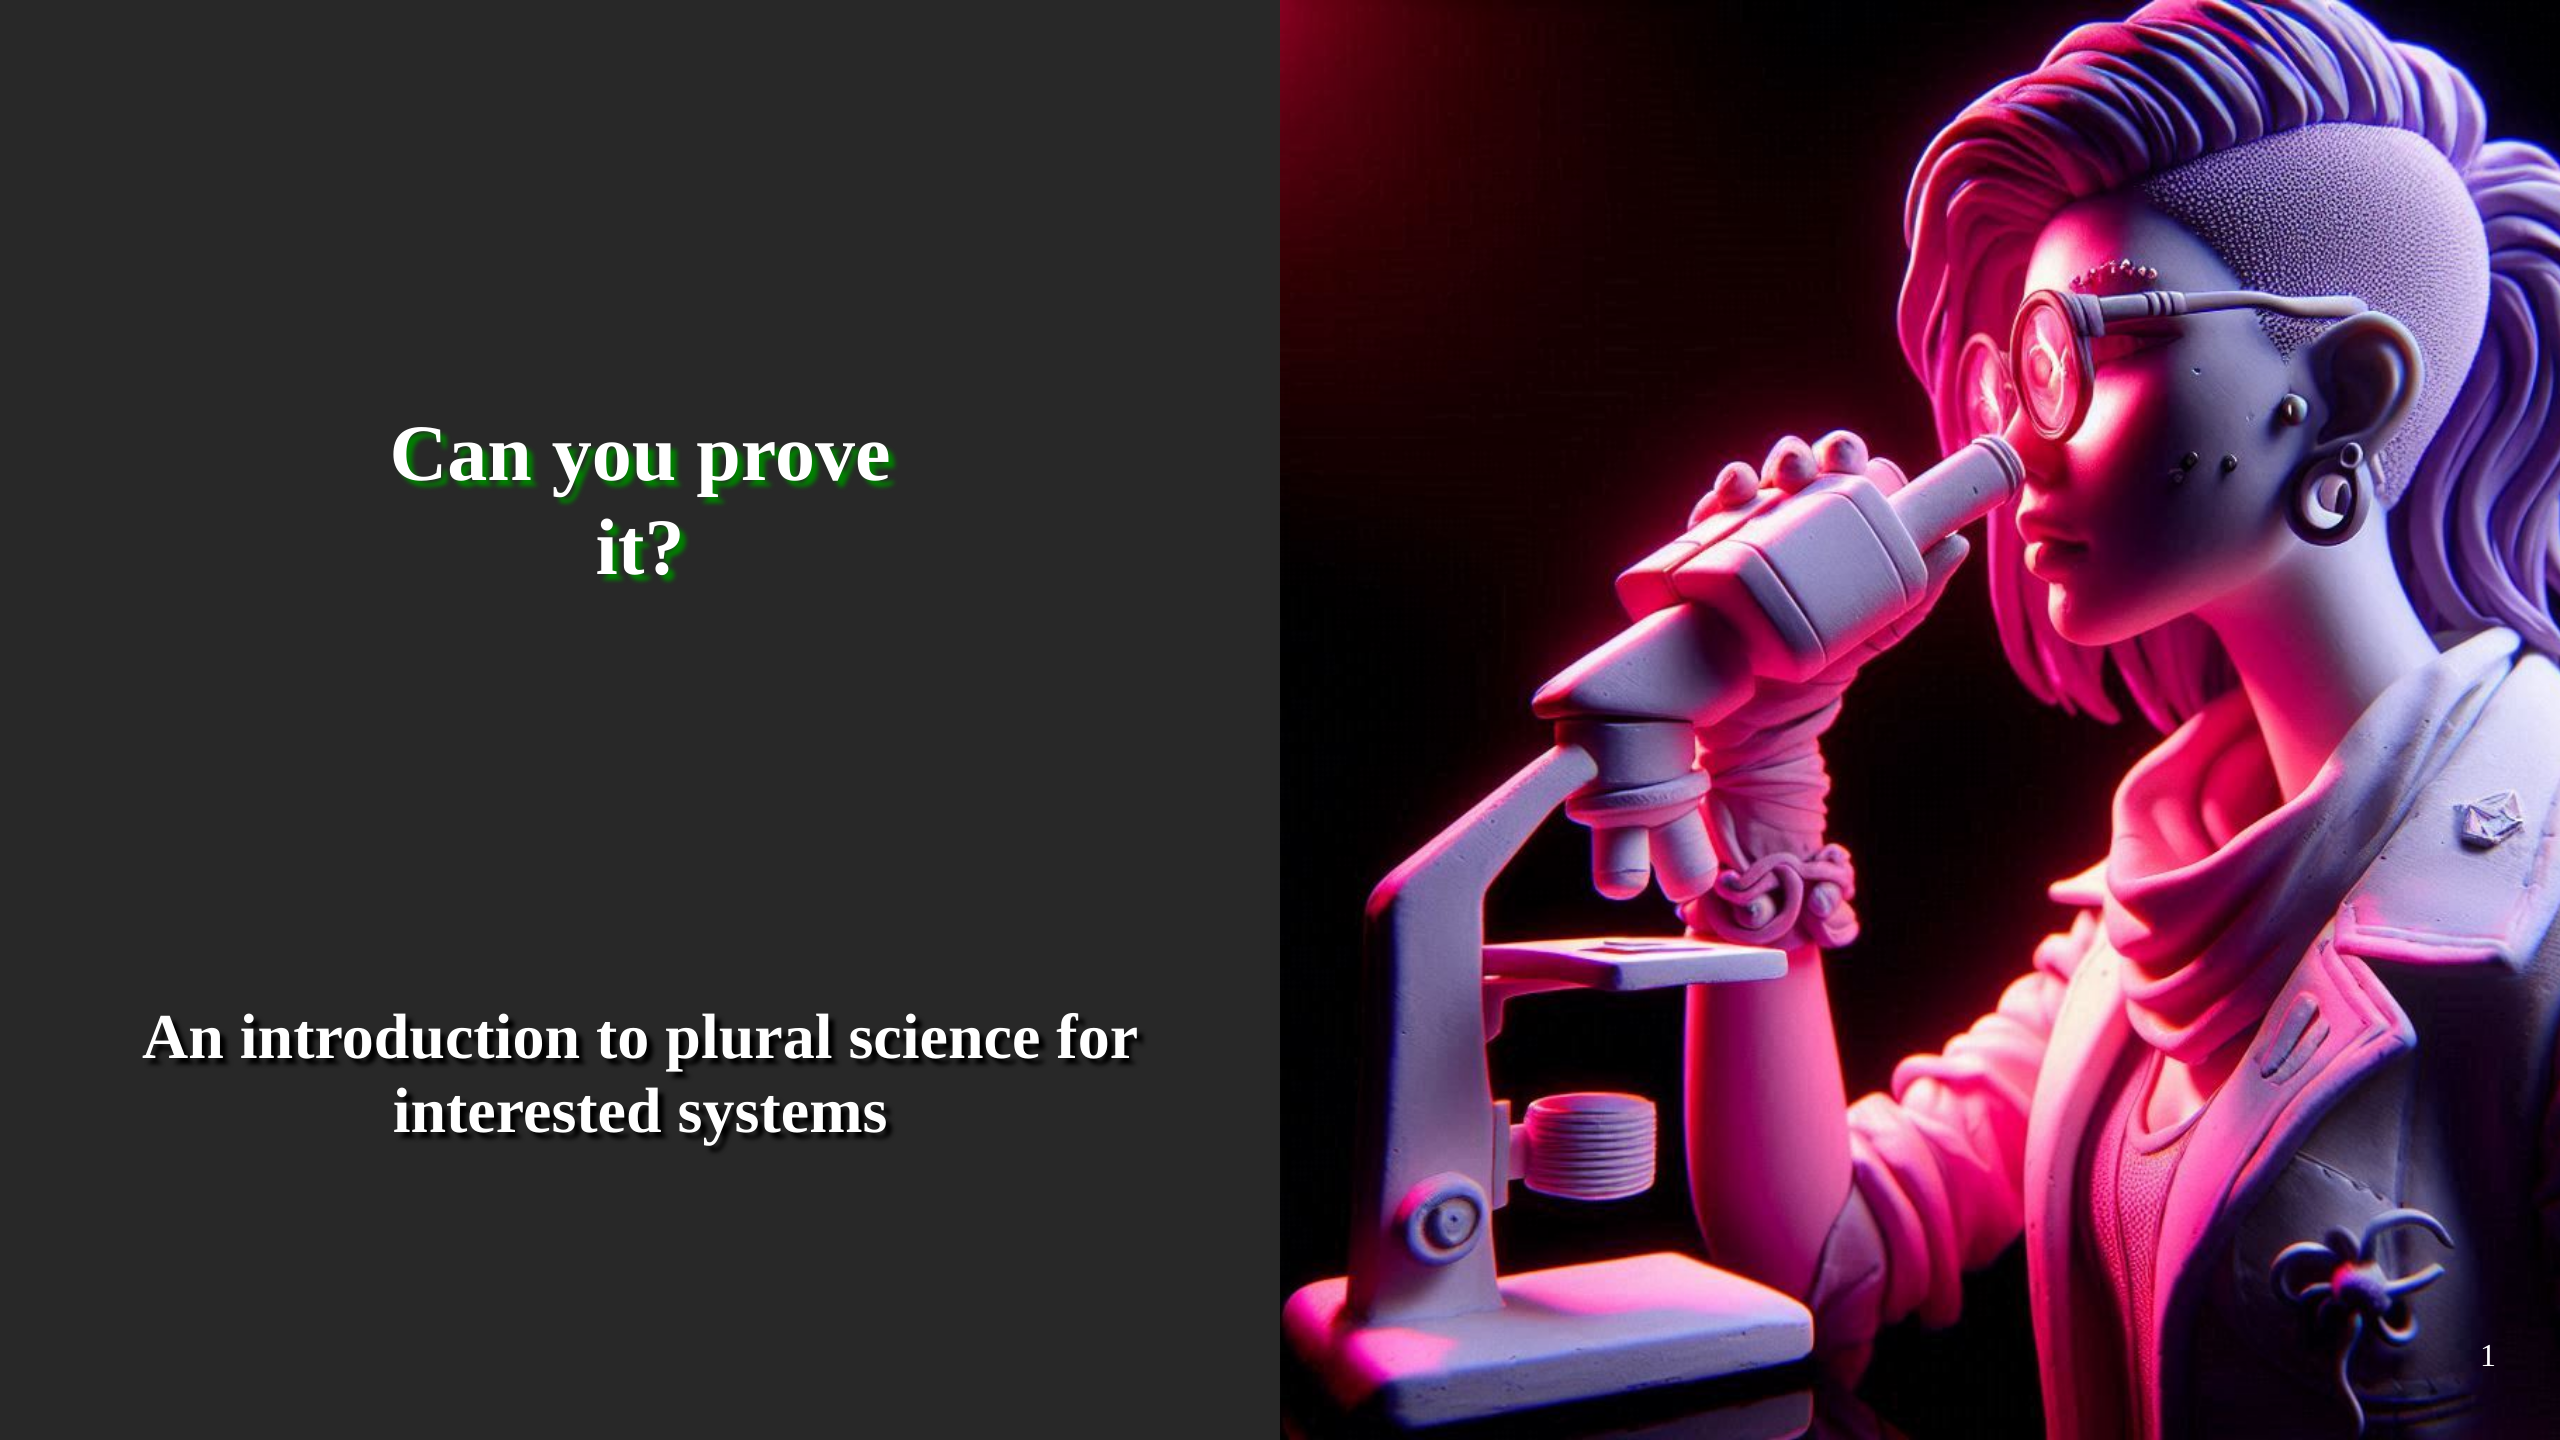 Can you prove
it?
An introduction to plural science for
interested systems
1